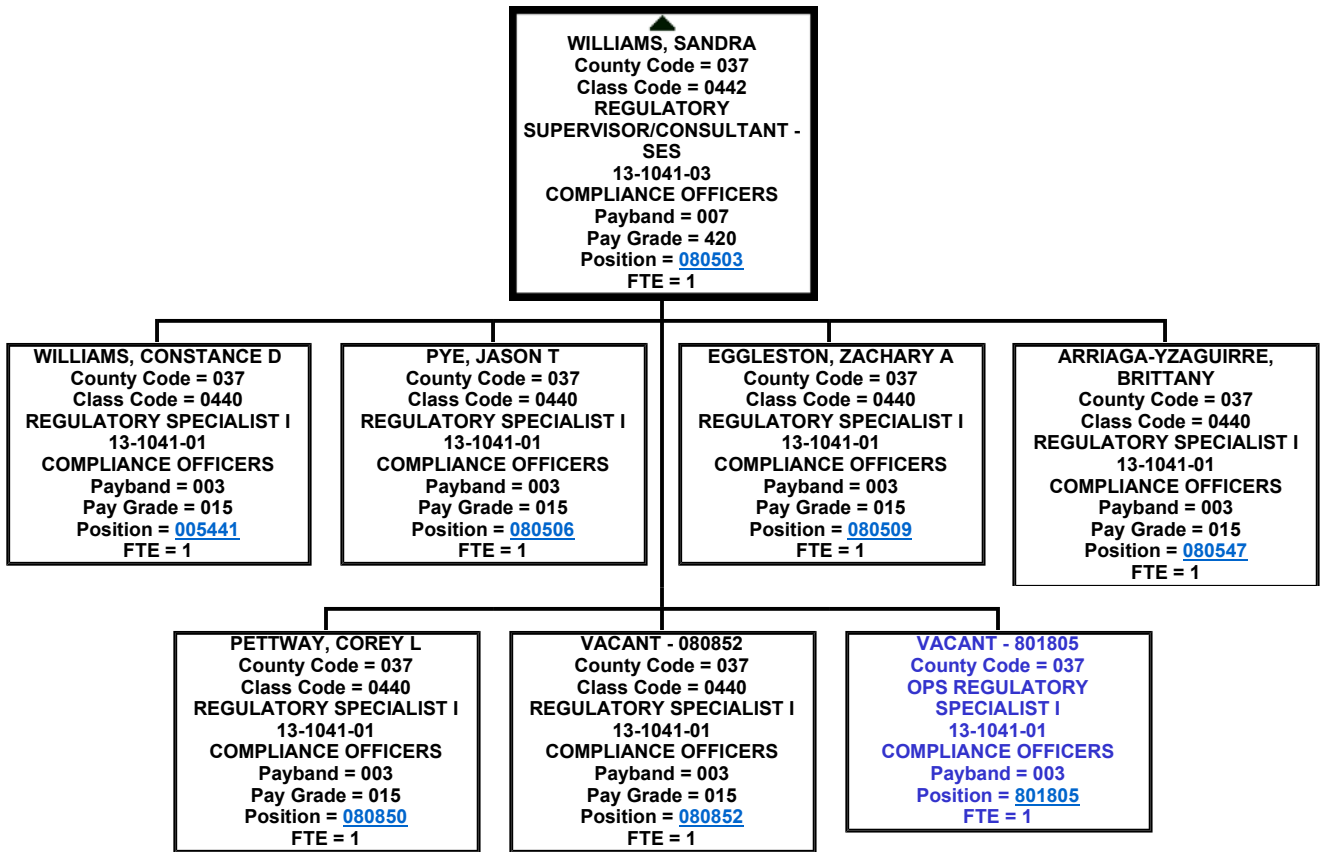 WILLIAMS, SANDRA
County Code = 037
Class Code = 0442
REGULATORY
SUPERVISOR/CONSULTANT -
SES
13-1041-03
COMPLIANCE OFFICERS
Payband = 007
Pay Grade = 420
Position = 080503
FTE = 1
WILLIAMS, CONSTANCE D
County Code = 037
Class Code = 0440
REGULATORY SPECIALIST I
13-1041-01
COMPLIANCE OFFICERS
Payband = 003
Pay Grade = 015
Position = 005441
FTE = 1
PYE, JASON T
County Code = 037
Class Code = 0440
REGULATORY SPECIALIST I
13-1041-01
COMPLIANCE OFFICERS
Payband = 003
Pay Grade = 015
Position = 080506
FTE = 1
EGGLESTON, ZACHARY A
County Code = 037
Class Code = 0440
REGULATORY SPECIALIST I
13-1041-01
COMPLIANCE OFFICERS
Payband = 003
Pay Grade = 015
Position = 080509
FTE = 1
ARRIAGA-YZAGUIRRE,
BRITTANY
County Code = 037
Class Code = 0440
REGULATORY SPECIALIST I
13-1041-01
COMPLIANCE OFFICERS
Payband = 003
Pay Grade = 015
Position = 080547
FTE = 1
PETTWAY, COREY L
County Code = 037
Class Code = 0440
REGULATORY SPECIALIST I
13-1041-01
COMPLIANCE OFFICERS
Payband = 003
Pay Grade = 015
Position = 080850
FTE = 1
VACANT - 080852
County Code = 037
Class Code = 0440
REGULATORY SPECIALIST I
13-1041-01
COMPLIANCE OFFICERS
Payband = 003
Pay Grade = 015
Position = 080852
FTE = 1
VACANT - 801805
County Code = 037
OPS REGULATORY
SPECIALIST I
13-1041-01
COMPLIANCE OFFICERS
Payband = 003
Position = 801805
FTE = 1